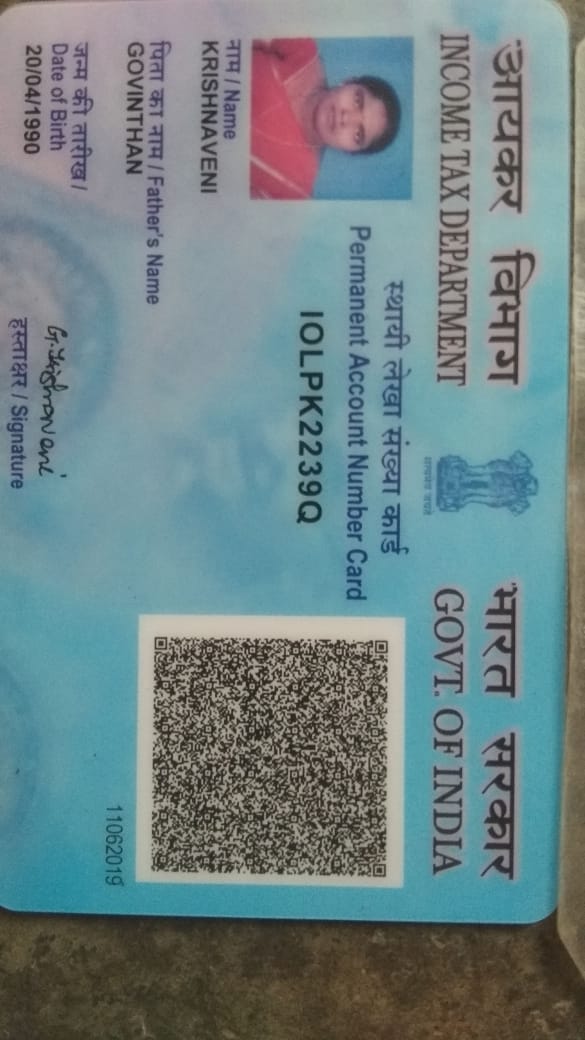 आयकर विभाग
INCOME TAX DEPARTMENT
सत्यमेव जयते
भारत सरकार
GOVT. OF INDIA
स्थायी लेखा संख्या कार्ड
Permanent Account Number Card
IOLPK2239Q
नाम / Name
KRISHNAVENI
पिता का नाम / Father's Name
GOVINTHAN
जन्म की तारीख /
Date of Birth
20/04/1990
G. Krishnaveni
हस्ताक्षर / Signature
11062019